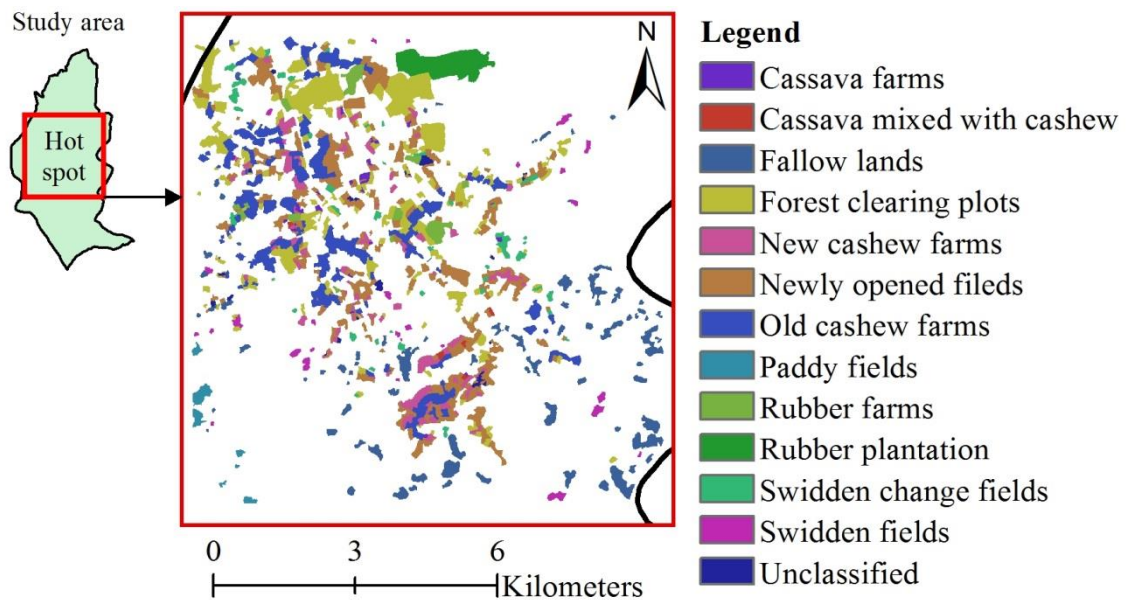 Study area
Hot
spot
N
Legend
Cassava farms
Cassava mixed with cashew
Fallow lands
Forest clearing plots
New cashew farms
Newly opened fileds
Old cashew farms
Paddy fields
Rubber farms
Rubber plantation
Swidden change fields
Swidden fields
Unclassified
0 3 6
Kilometers